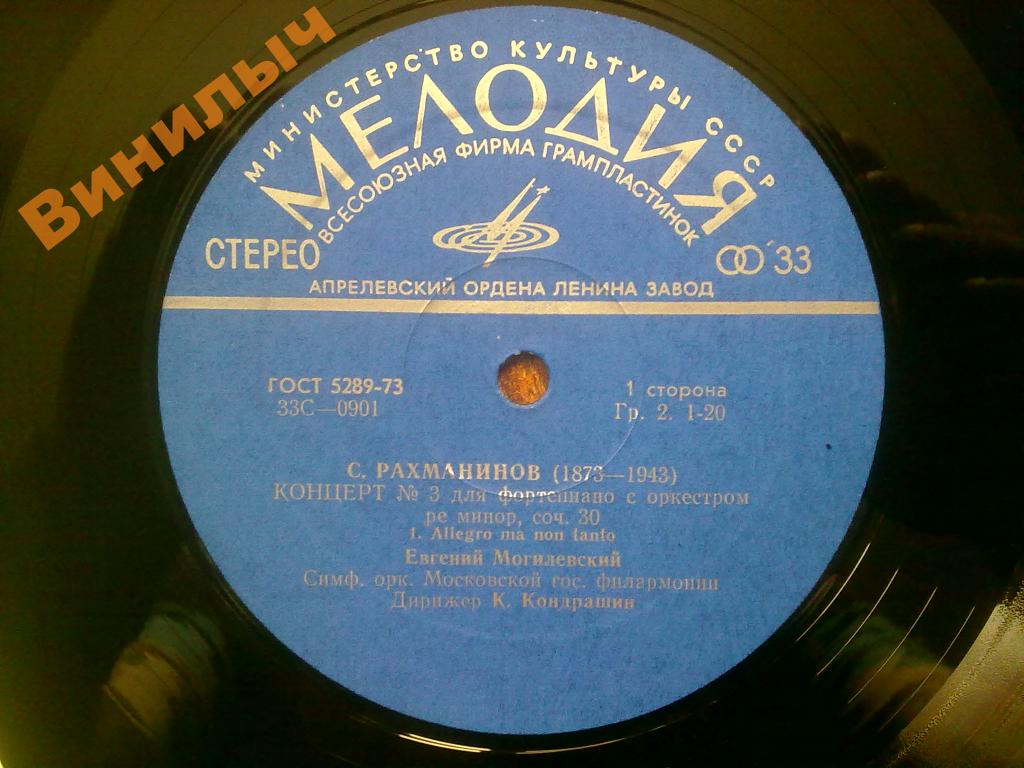 Винилыч
МИНИСТЕРСТВО КУЛЬТУРЫ СССР
МЕЛОДИЯ
ВСЕСОЮЗНАЯ ФИРМА ГРАМПЛАСТИНОК
СТЕРЕО
33
АПРЕЛЕВСКИЙ ОРДЕНА ЛЕНИНА ЗАВОД
ГОСТ 5289-73
1 сторона
33С—0901
Гр. 2. 1-20
С. РАХМАНИНОВ (1873—1943)
КОНЦЕРТ № 3 для фортепиано с оркестром
ре минор, соч. 30
1. Allegro ma non tanto
Евгений Могилевский
Симф. орк. Московской гос. филармонии
Дирижер К. Кондрашин